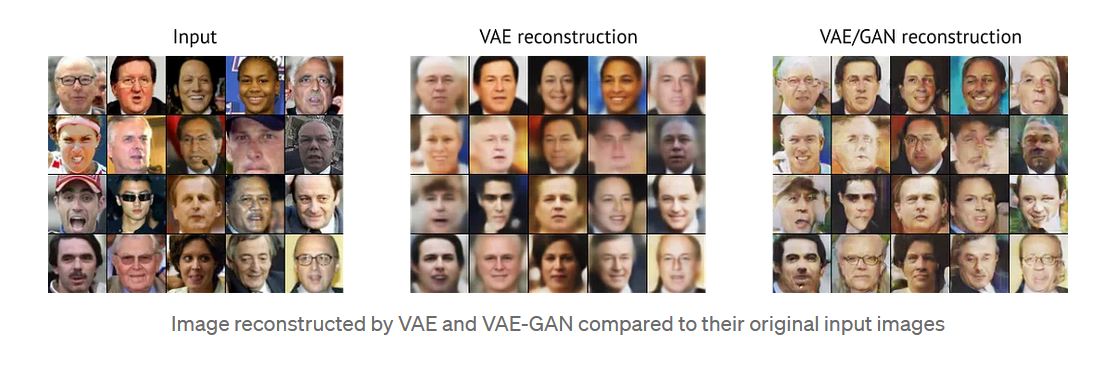 Input
VAE reconstruction
VAE/GAN reconstruction
Image reconstructed by VAE and VAE-GAN compared to their original input images